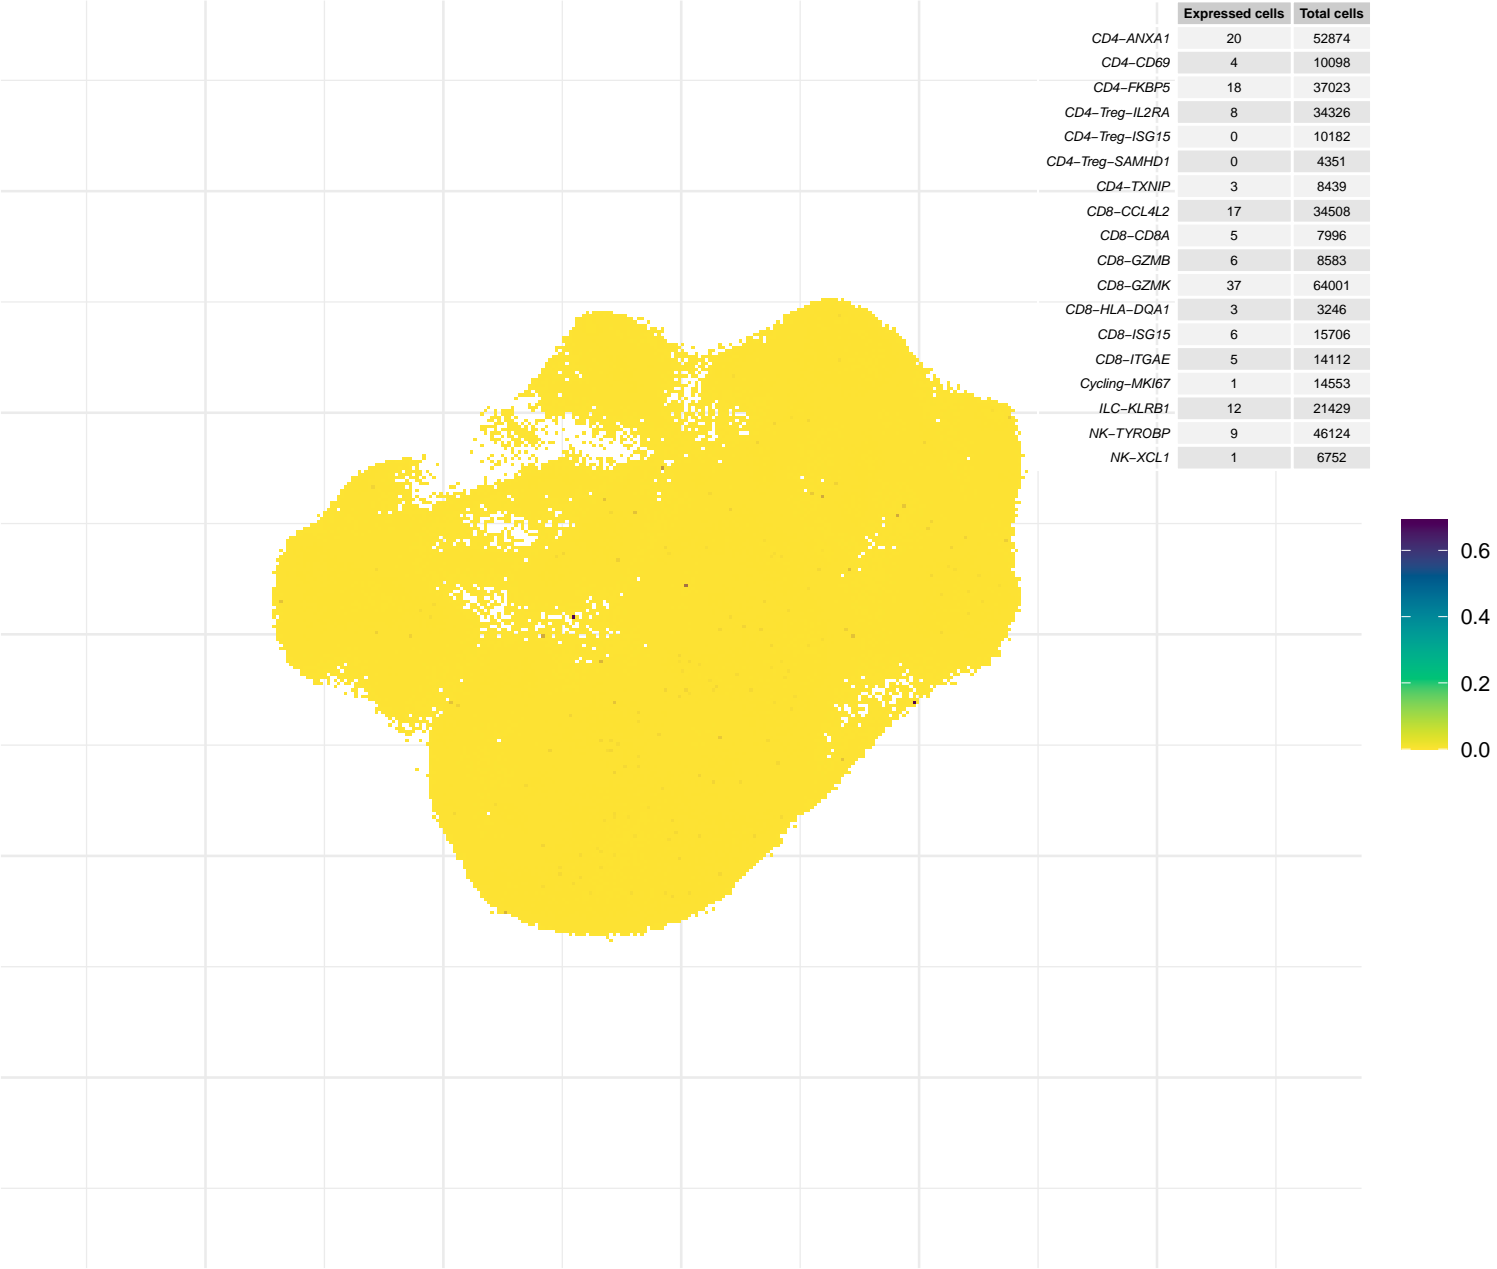 Expressed cells Total cells
CD4−ANXA1 20 52874
CD4−CD69 4 10098
CD4−FKBP5 18 37023
CD4−Treg−IL2RA 8 34326
CD4−Treg−ISG15 0 10182
CD4−Treg−SAMHD1 0 4351
CD4−TXNIP 3 8439
CD8−CCL4L2 17 34508
CD8−CD8A 5 7996
CD8−GZMB 6 8583
CD8−GZMK 37 64001
CD8−HLA−DQA1 3 3246
CD8−ISG15 6 15706
CD8−ITGAE 5 14112
Cycling−MKI67 1 14553
ILC−KLRB1 12 21429
NK−TYROBP 9 46124
NK−XCL1 1 6752
0.6
0.4
0.2
0.0